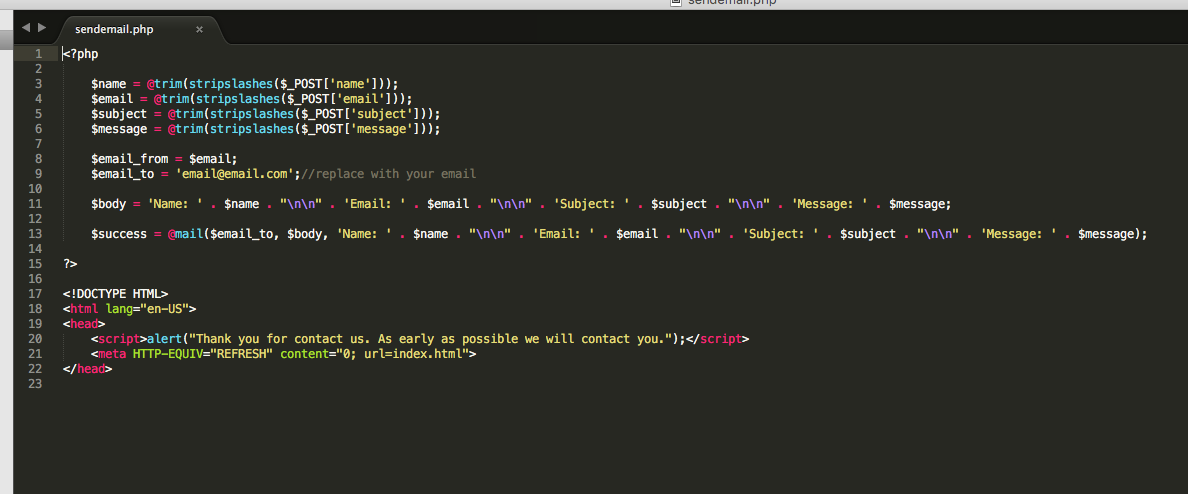 sendemail.php
sendemail.php ×
1 <?php
2
3 $name = @trim(stripslashes($_POST['name']));
4 $email = @trim(stripslashes($_POST['email']));
5 $subject = @trim(stripslashes($_POST['subject']));
6 $message = @trim(stripslashes($_POST['message']));
7
8 $email_from = $email;
9 $email_to = 'email@email.com';//replace with your email
10
11 $body = 'Name: ' . $name . "\n\n" . 'Email: ' . $email . "\n\n" . 'Subject: ' . $subject . "\n\n" . 'Message: ' . $message;
12
13 $success = @mail($email_to, $body, 'Name: ' . $name . "\n\n" . 'Email: ' . $email . "\n\n" . 'Subject: ' . $subject . "\n\n" . 'Message: ' . $message);
14
15 ?>
16
17 <!DOCTYPE HTML>
18 <html lang="en-US">
19 <head>
20 <script>alert("Thank you for contact us. As early as possible we will contact you.");</script>
21 <meta HTTP-EQUIV="REFRESH" content="0; url=index.html">
22 </head>
23